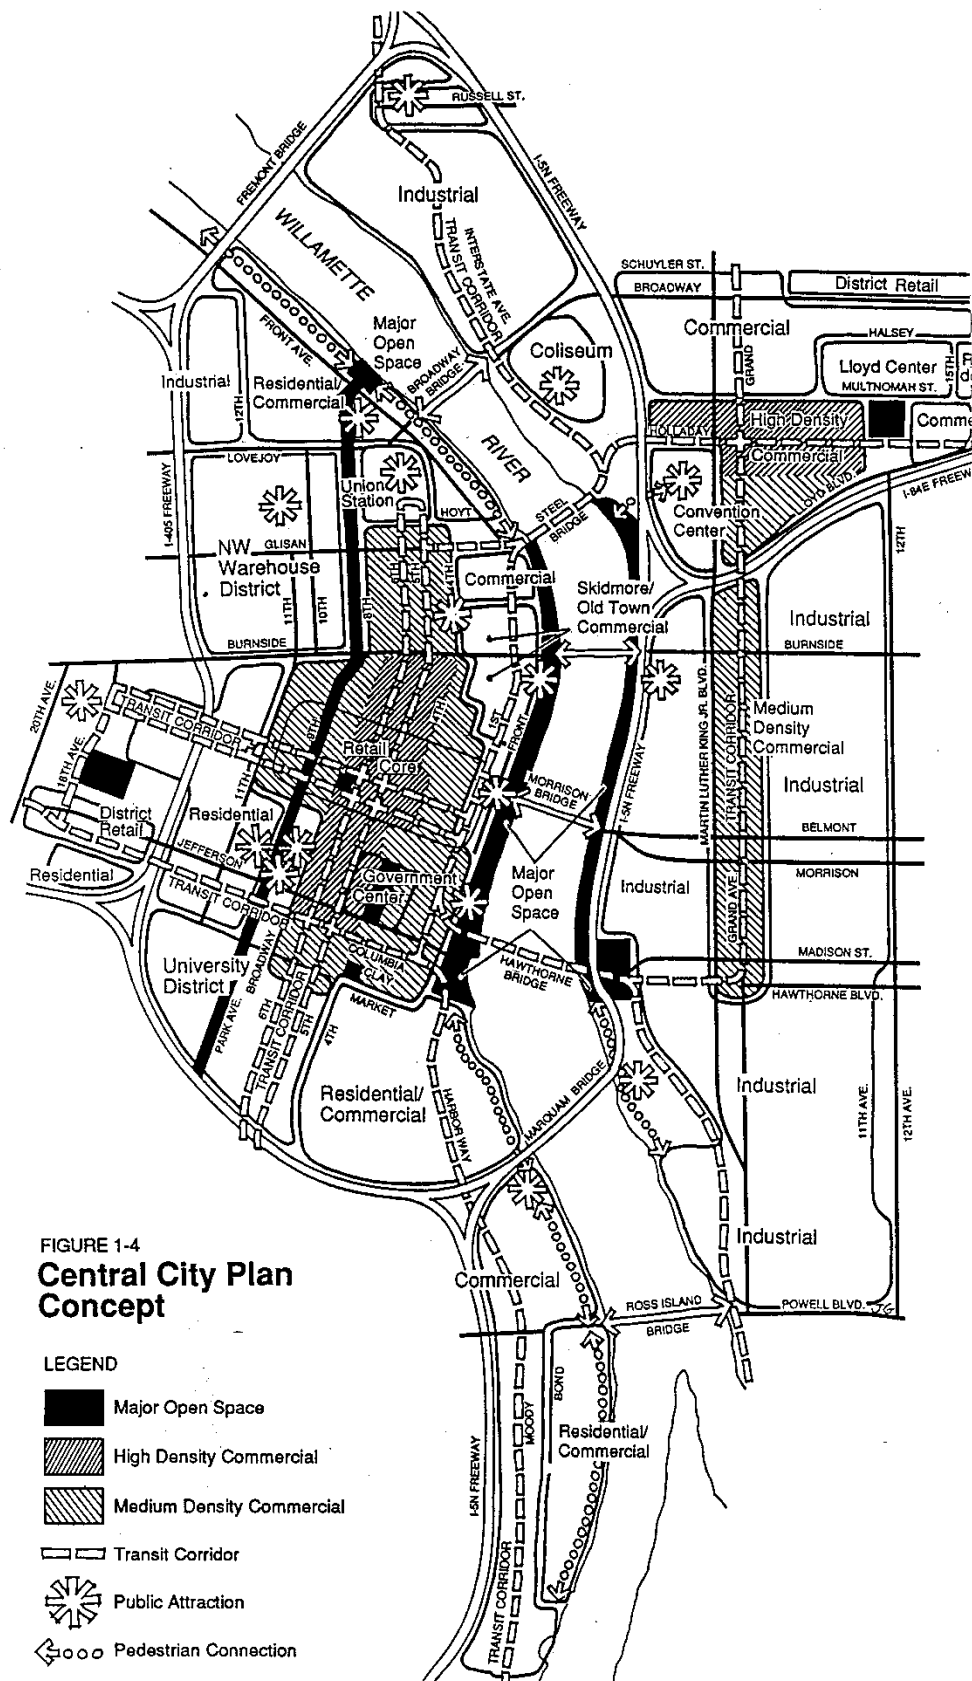 RUSSELL ST.
FREMONT BRIDGE
I-5N FREEWAY
Industrial
WILLAMETTE
INTERSTATE AVE.
TRANSIT CORRIDOR
SCHUYLER ST.
BROADWAY
District Retail
Commercial
GRAND
HALSEY
Lloyd Center
15TH
MULTNOMAH ST.
FRONT AVE.
Major
Open
Space
BROADWAY
BRIDGE
Coliseum
Industrial
12TH
Residential/
Commercial
RIVER
High Density
HOLLADAY
Commercial
LLOYD BLVD.
I-84E FREEW
Comme
LOVEJOY
I-405 FREEWAY
Union
Station
HOYT
STEEL
BRIDGE
Convention
Center
12TH
NW
Warehouse
District
GLISAN
11TH
10TH
8TH
6TH
5TH
4TH
Commercial
Skidmore/
Old Town
Commercial
Industrial
BURNSIDE
BURNSIDE
20TH AVE.
TRANSIT CORRIDOR
18TH AVE.
9TH
4TH
1ST
FRONT
Retail
Core
MORRISON
BRIDGE
I-5N FREEWAY
MARTIN LUTHER KING JR. BLVD.
TRANSIT CORRIDOR
Medium
Density
Commercial
Industrial
District
Retail
Residential
11TH
BELMONT
MORRISON
JEFFERSON
Residential
TRANSIT CORRIDOR
Government
Center
Major
Open
Space
Industrial
GRAND AVE.
University
District
BROADWAY
COLUMBIA
CLAY
MARKET
HAWTHORNE
BRIDGE
MADISON ST.
HAWTHORNE BLVD.
PARK AVE.
6TH
TRANSIT CORRIDOR
5TH
4TH
Residential/
Commercial
HARBOR WAY
MARQUAM BRIDGE
Industrial
11TH AVE.
12TH AVE.
Industrial
FIGURE 1-4
Central City Plan
Concept
Commercial
ROSS ISLAND
BRIDGE
POWELL BLVD.
JG
BOND
MOODY
Residential/
Commercial
I-5N FREEWAY
TRANSIT CORRIDOR
LEGEND
Major Open Space
High Density Commercial
Medium Density Commercial
Transit Corridor
Public Attraction
Pedestrian Connection